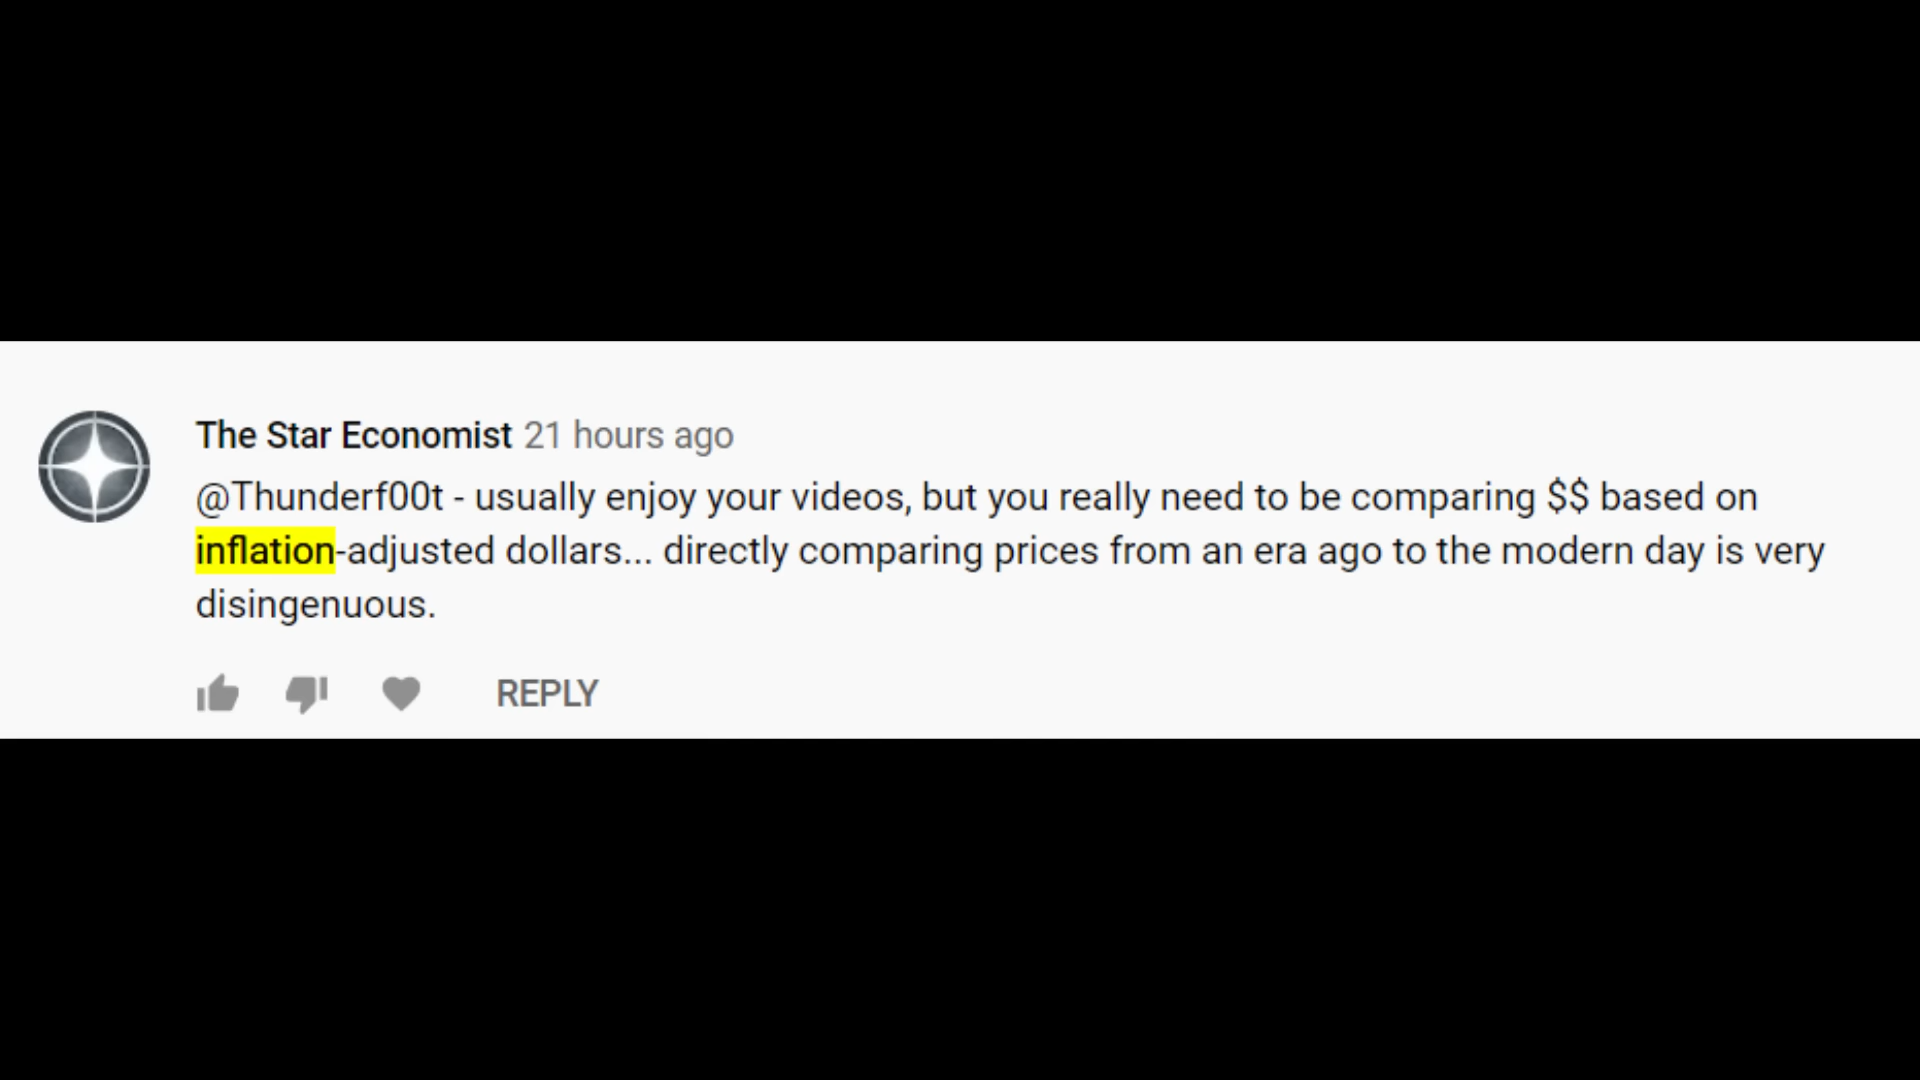 The Star Economist 21 hours ago
@Thunderf00t - usually enjoy your videos, but you really need to be comparing $$ based on
inflation-adjusted dollars... directly comparing prices from an era ago to the modern day is very
disingenuous.
REPLY